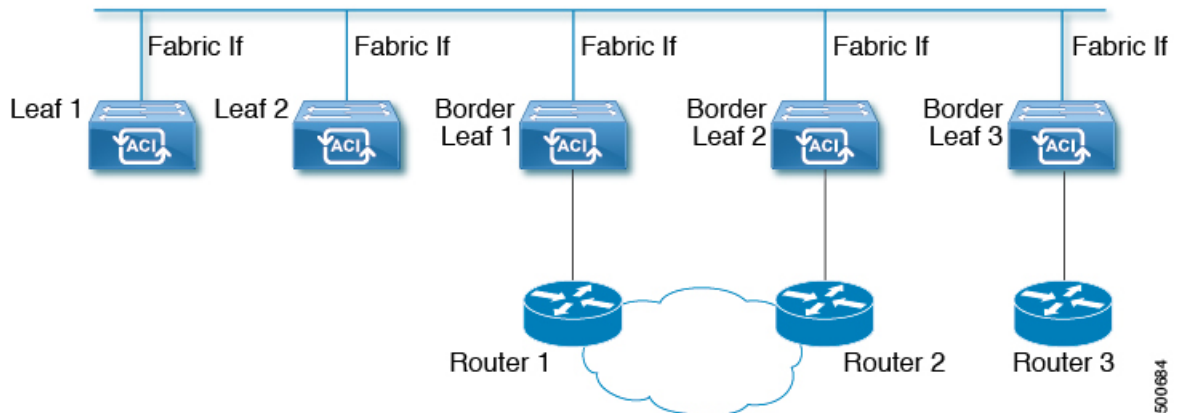 Fabric If
Fabric If
Fabric If
Fabric If
Fabric If
Leaf 1
Leaf 2
Border
Leaf 1
Border
Leaf 2
Border
Leaf 3
ACI
ACI
ACI
ACI
ACI
Router 1
Router 2
Router 3
500684